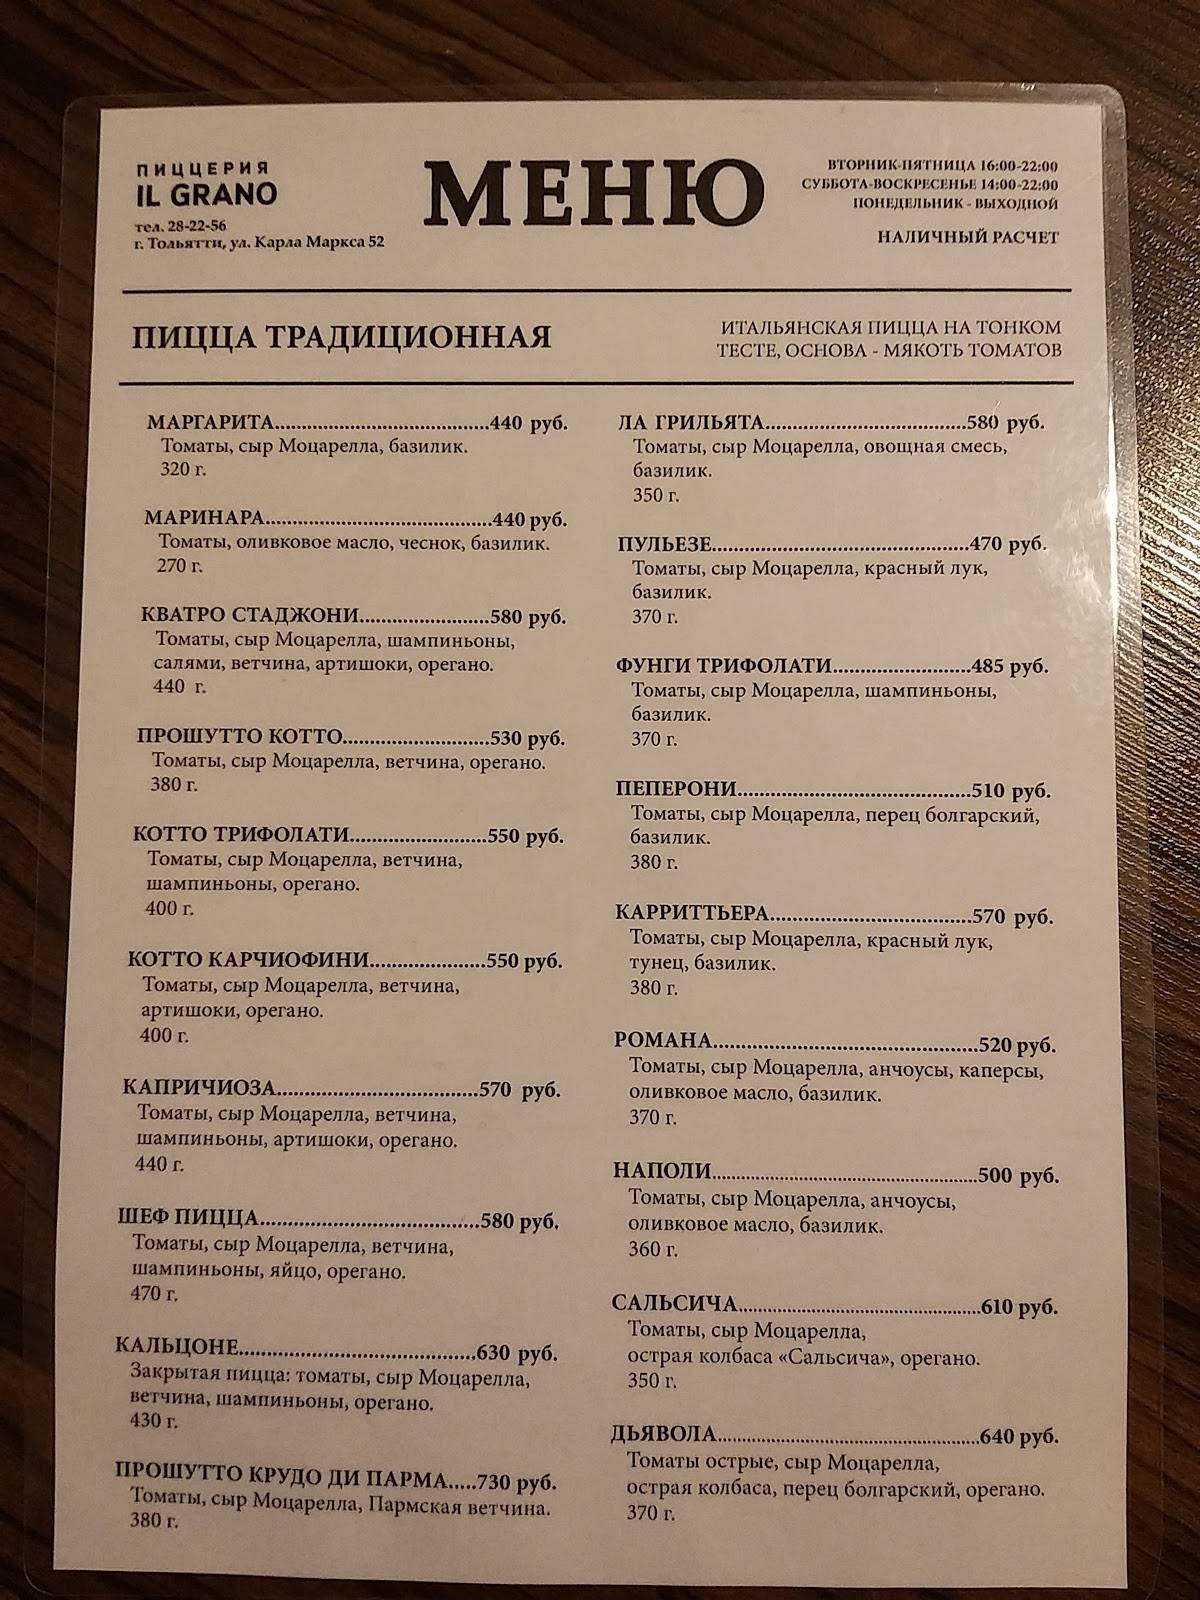 ПИЦЦЕРИЯ
IL GRANO
тел. 28-22-56
г. Тольятти, ул. Карла Маркса 52
МЕНЮ
ВТОРНИК-ПЯТНИЦА 16:00-22:00
СУББОТА-ВОСКРЕСЕНЬЕ 14:00-22:00
ПОНЕДЕЛЬНИК - ВЫХОДНОЙ
НАЛИЧНЫЙ РАСЧЕТ
ПИЦЦА ТРАДИЦИОННАЯ
ИТАЛЬЯНСКАЯ ПИЦЦА НА ТОНКОМ
ТЕСТЕ, ОСНОВА - МЯКОТЬ ТОМАТОВ
МАРГАРИТА.......................................440 руб.
Томаты, сыр Моцарелла, базилик.
320 г.
МАРИНАРА.........................................440 руб.
Томаты, оливковое масло, чеснок, базилик.
270 г.
КВАТРО СТАДЖОНИ........................580 руб.
Томаты, сыр Моцарелла, шампиньоны,
салями, ветчина, артишоки, орегано.
440 г.
ПРОШУТТО КОТТО...........................530 руб.
Томаты, сыр Моцарелла, ветчина, орегано.
380 г.
КОТТО ТРИФОЛАТИ.........................550 руб.
Томаты, сыр Моцарелла, ветчина,
шампиньоны, орегано.
400 г.
КОТТО КАРЧИОФИНИ.....................550 руб.
Томаты, сыр Моцарелла, ветчина,
артишоки, орегано.
400 г.
КАПРИЧИОЗА.....................................570 руб.
Томаты, сыр Моцарелла, ветчина,
шампиньоны, артишоки, орегано.
440 г.
ШЕФ ПИЦЦА........................................580 руб.
Томаты, сыр Моцарелла, ветчина,
шампиньоны, яйцо, орегано.
470 г.
КАЛЬЦОНЕ...........................................630 руб.
Закрытая пицца: томаты, сыр Моцарелла,
ветчина, шампиньоны, орегано.
430 г.
ПРОШУТТО КРУДО ДИ ПАРМА.....730 руб.
Томаты, сыр Моцарелла, Пармская ветчина.
380 г.
ЛА ГРИЛЬЯТА.....................................580 руб.
Томаты, сыр Моцарелла, овощная смесь,
базилик.
350 г.
ПУЛЬЕЗЕ...............................................470 руб.
Томаты, сыр Моцарелла, красный лук,
базилик.
370 г.
ФУНГИ ТРИФОЛАТИ.........................485 руб.
Томаты, сыр Моцарелла, шампиньоны,
базилик.
370 г.
ПЕПЕРОНИ...........................................510 руб.
Томаты, сыр Моцарелла, перец болгарский,
базилик.
380 г.
КАРРИТТЬЕРА.....................................570 руб.
Томаты, сыр Моцарелла, красный лук,
тунец, базилик.
380 г.
РОМАНА................................................520 руб.
Томаты, сыр Моцарелла, анчоусы, каперсы,
оливковое масло, базилик.
370 г.
НАПОЛИ................................................500 руб.
Томаты, сыр Моцарелла, анчоусы,
оливковое масло, базилик.
360 г.
САЛЬСИЧА............................................610 руб.
Томаты, сыр Моцарелла,
острая колбаса «Сальсича», орегано.
350 г.
ДЬЯВОЛА...............................................640 руб.
Томаты острые, сыр Моцарелла,
острая колбаса, перец болгарский, орегано.
370 г.